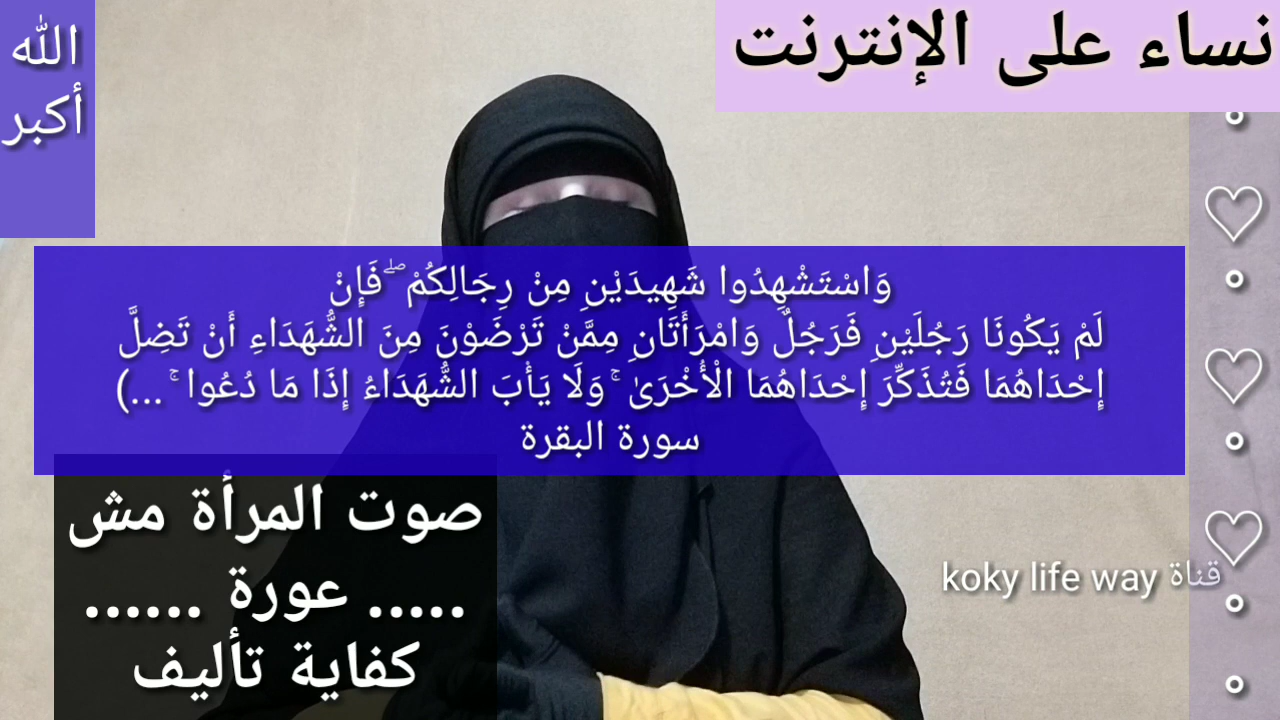 نساء على الإنترنت
الله
أكبر
وَاسْتَشْهِدُوا شَهِيدَيْنِ مِنْ رِجَالِكُمْ ۖ فَإِنْ
لَمْ يَكُونَا رَجُلَيْنِ فَرَجُلٌ وَامْرَأَتَانِ مِمَّنْ تَرْضَوْنَ مِنَ الشُّهَدَاءِ أَنْ تَضِلَّ
إِحْدَاهُمَا فَتُذَكِّرَ إِحْدَاهُمَا الْأُخْرَىٰ ۚ وَلَا يَأْبَ الشُّهَدَاءُ إِذَا مَا دُعُوا ۚ ...)
سورة البقرة
صوت المرأة مش
..... عورة ......
كفاية تأليف
قناة koky life way